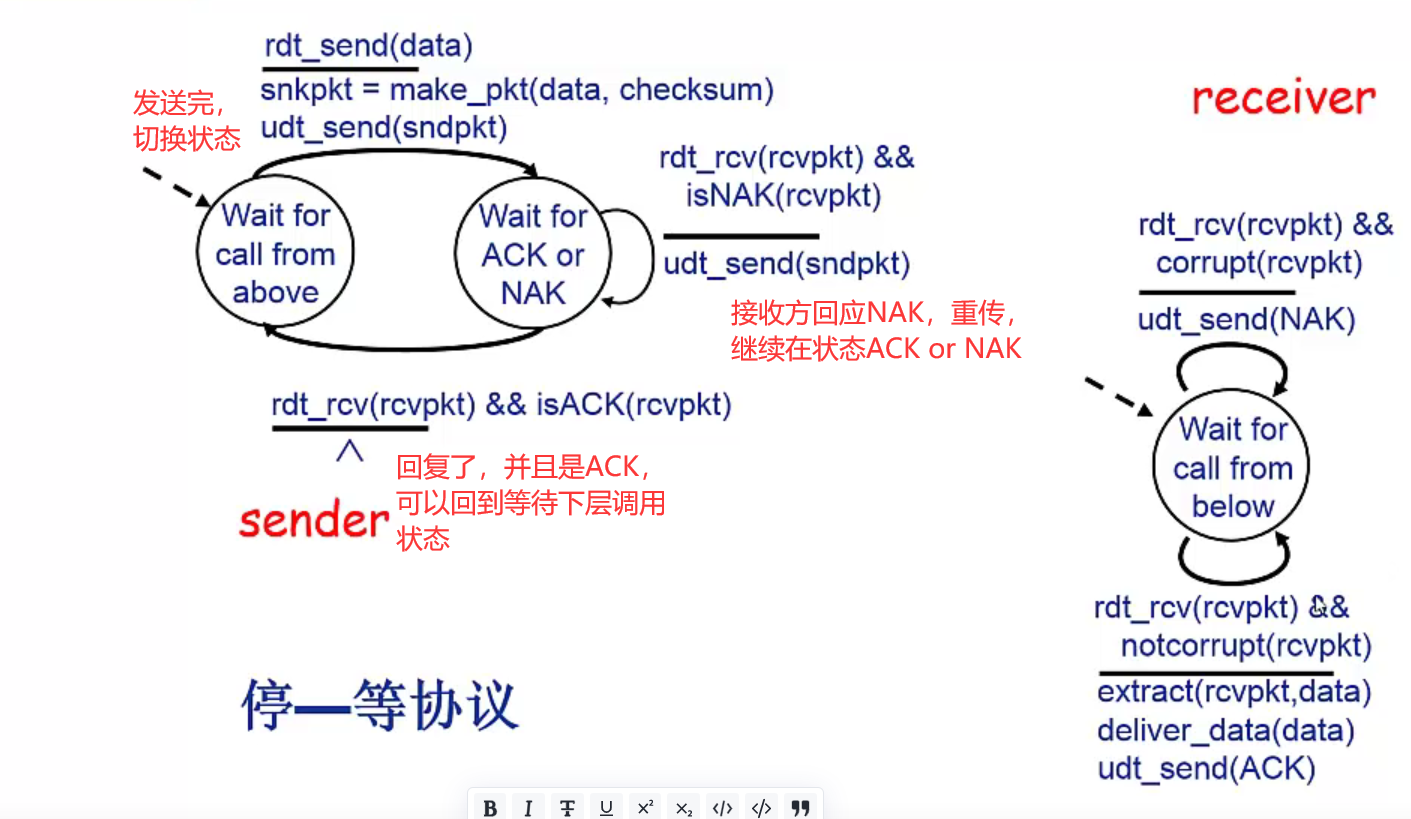 rdt_send(data)
snkpkt = make_pkt(data, checksum)
udt_send(sndpkt)
发送完，
切换状态
Wait for
call from
above
Wait for
ACK or
NAK
rdt_rcv(rcvpkt) &&
isNAK(rcvpkt)
udt_send(sndpkt)
接收方回应NAK，重传，
继续在状态ACK or NAK
rdt_rcv(rcvpkt) && isACK(rcvpkt)
Λ
回复了，并且是ACK，
可以回到等待下层调用
状态
sender
停—等协议
receiver
rdt_rcv(rcvpkt) &&
corrupt(rcvpkt)
udt_send(NAK)
Wait for
call from
below
rdt_rcv(rcvpkt) &&
notcorrupt(rcvpkt)
extract(rcvpkt,data)
deliver_data(data)
udt_send(ACK)
B I T U x² x₂ </> </> "